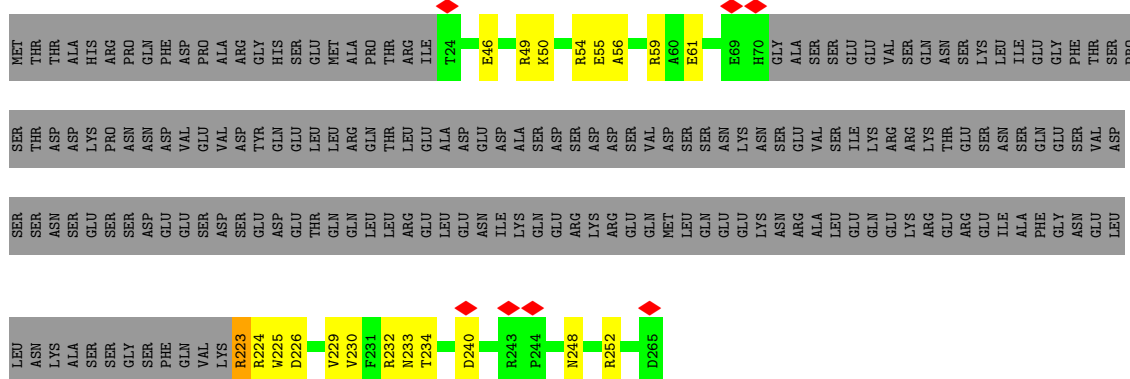 MET THR THR ALA HIS ARG PRO GLN PHE ASP PRO ALA ARG GLY HIS SER GLU MET ALA PRO THR ARG ILE T24 E46 R49 K50 R54 E55 A56 R59 A60 E61 E69 H70 GLY ALA SER SER GLU GLU VAL SER GLN ASN SER LYS LEU ILE GLU GLY PHE THR SER PRO
SER THR ASP ASP LYS PRO ASN ASN ASP VAL GLU VAL ASP TYR GLN GLU LEU LEU ARG GLN THR LEU GLU ALA ASP GLU ASP ALA SER ASP SER ASP ASP SER VAL ASP SER SER ASN LYS ASN SER GLU VAL SER ILE LYS ARG ARG LYS THR GLU SER ASN SER GLN GLU SER VAL ASP
SER SER ASN SER GLU SER SER ASP GLU GLU SER ASP SER GLU ASP GLU THR GLN GLN LEU LEU ARG GLU LEU GLU ASN ILE LYS GLN GLU ARG LYS ARG GLU GLN MET LEU GLN GLU GLU LYS ASN ARG ALA LEU GLU GLN GLU LYS ARG GLU ARG GLU ILE ALA PHE GLY ASN GLU LEU
LEU ASN LYS ALA SER SER GLY SER PHE GLN VAL LYS R223 R224 W225 D226 V229 V230 F231 R232 N233 T234 D240 R243 P244 N248 R252 D265